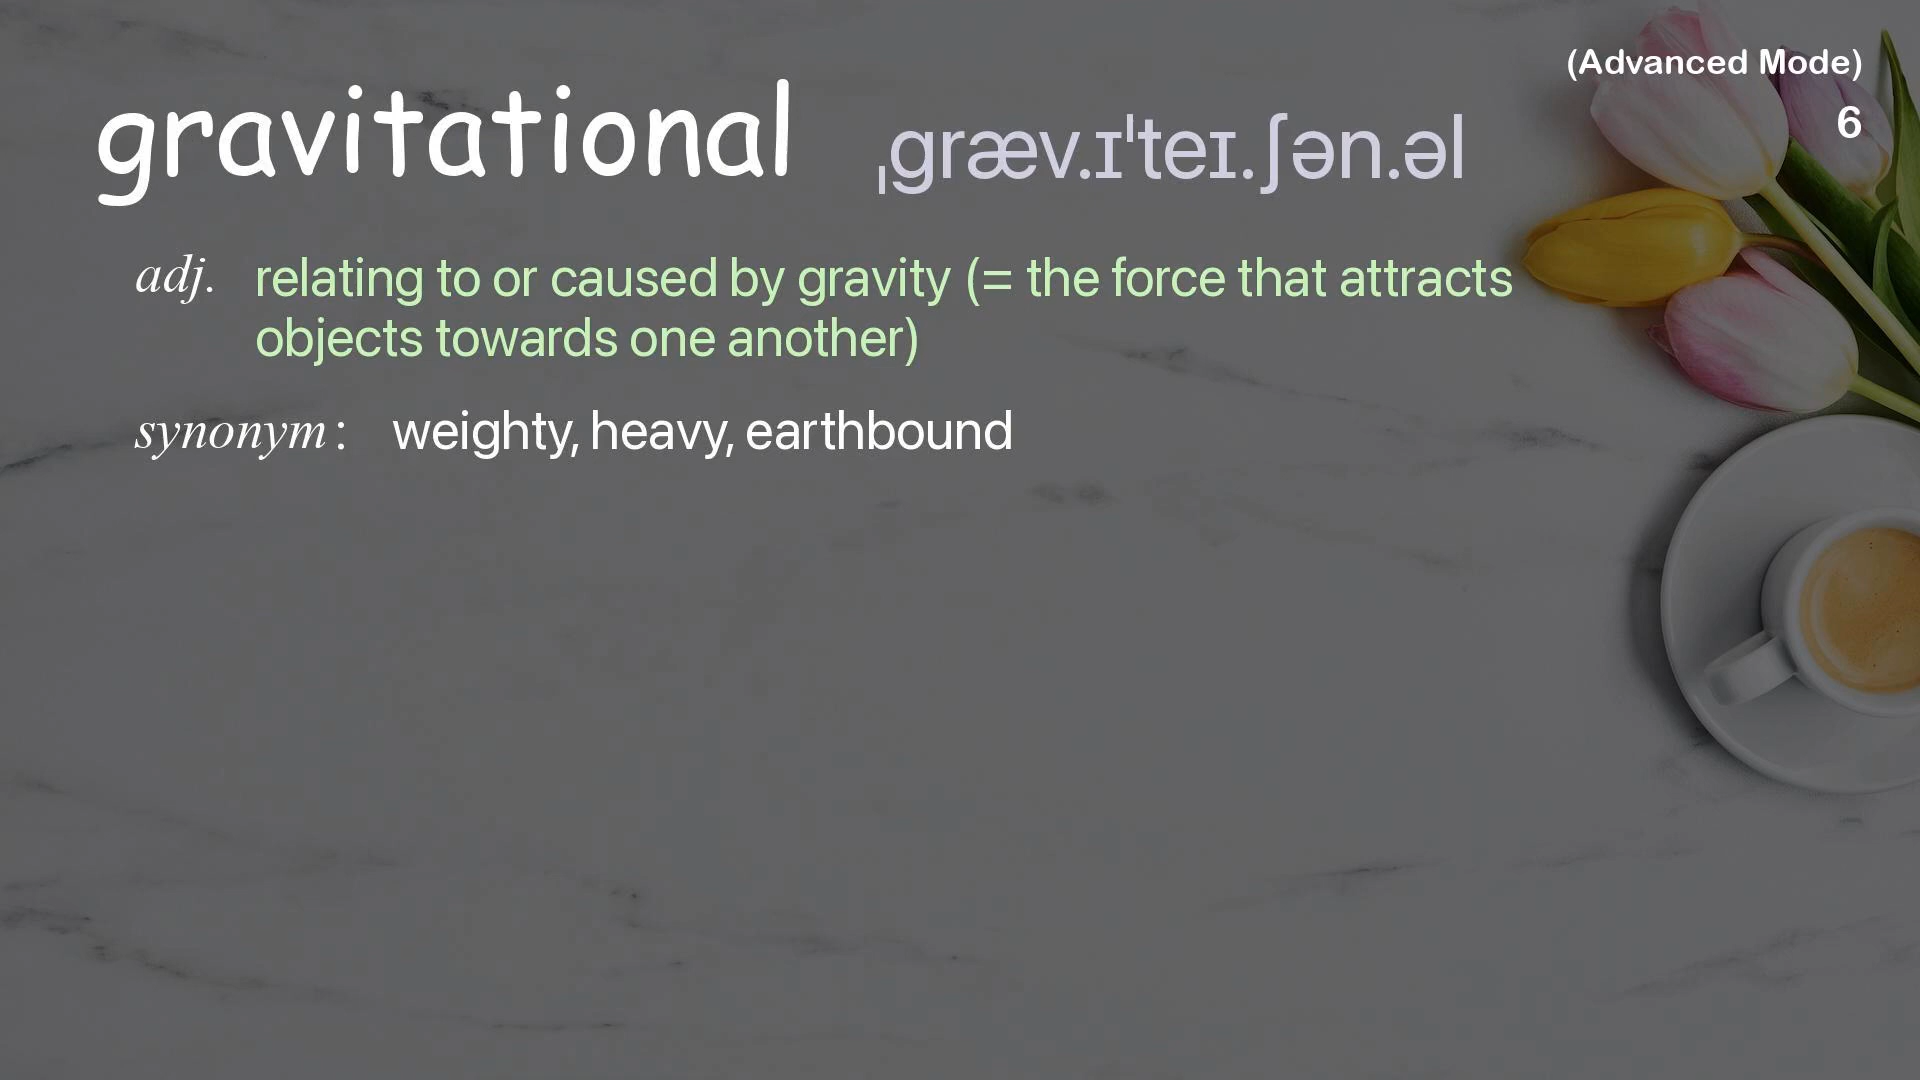 (Advanced Mode)
6
gravitational ˌɡræv.ɪˈteɪ.ʃən.əl
adj. relating to or caused by gravity (= the force that attracts
objects towards one another)
synonym: weighty, heavy, earthbound